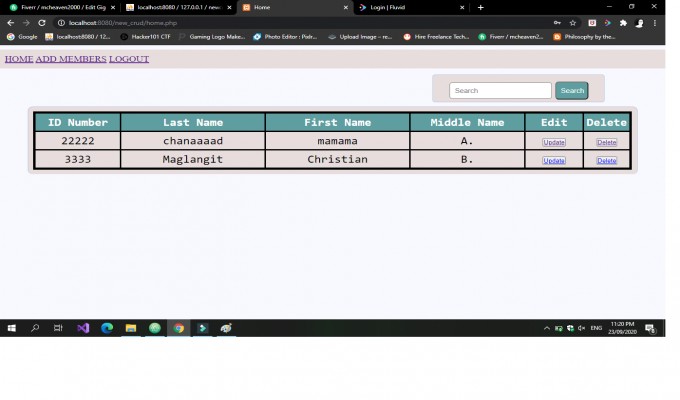 Fiverr / mcheaven2000 / Edit Gig
localhost:8080 / 127.0.0.1 / new
Home
Login | Fluvid
localhost:8080/new_crud/home.php
Google
localhost:8080 / 12...
Hacker101 CTF
Gaming Logo Make...
Photo Editor : Pixlr...
Upload Image – re...
Hire Freelance Tech...
Fiverr / mcheaven2...
Philosophy by the...
HOME ADD MEMBERS LOGOUT
Search Search
ID Number Last Name First Name Middle Name Edit Delete
22222 chanaaaad mamama A. Update Delete
3333 Maglangit Christian B. Update Delete
ENG
11:20 PM
23/09/2020